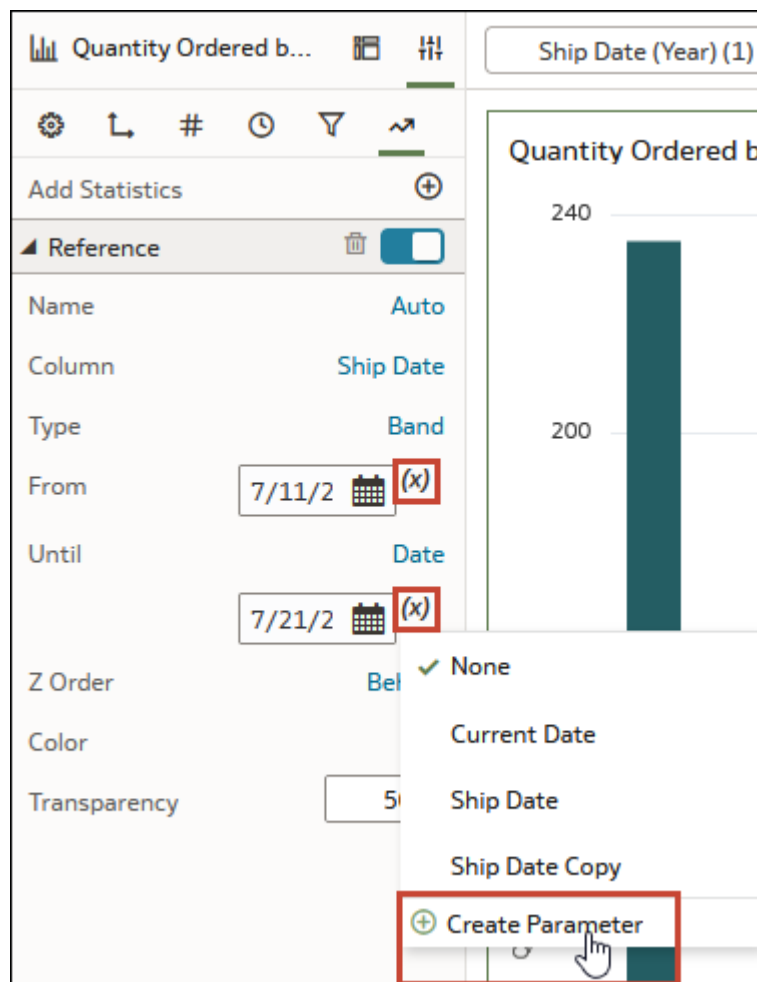 Quantity Ordered b...
Ship Date (Year) (1)
#
Add Statistics
Reference
Name Auto
Column Ship Date
Type Band
From 7/11/2 (x)
Until Date
7/21/2 (x)
Z Order
Color
Transparency
None
Current Date
Ship Date
Ship Date Copy
Create Parameter
Quantity Ordered b
240
200